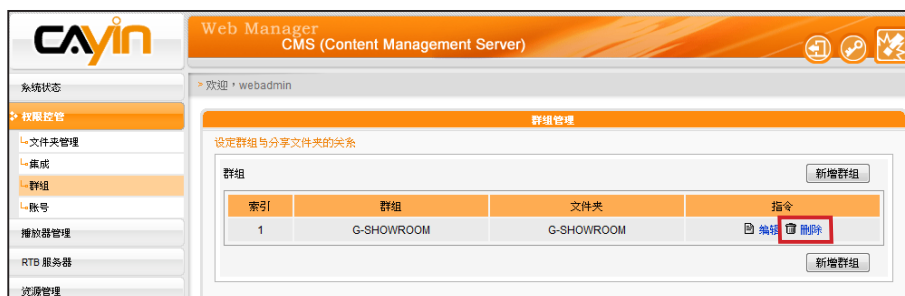 CAyin
Web Manager
CMS (Content Management Server)
系统状态
> 欢迎，webadmin
权限控管
群组管理
文件夹管理
设定群组与分享文件夹的关系
集成
群组
新增群组
群组
索引 群组 文件夹 指令
账号
1 G-SHOWROOM G-SHOWROOM 编辑 删除
播放器管理
RTB 服务器
新增群组
资源管理